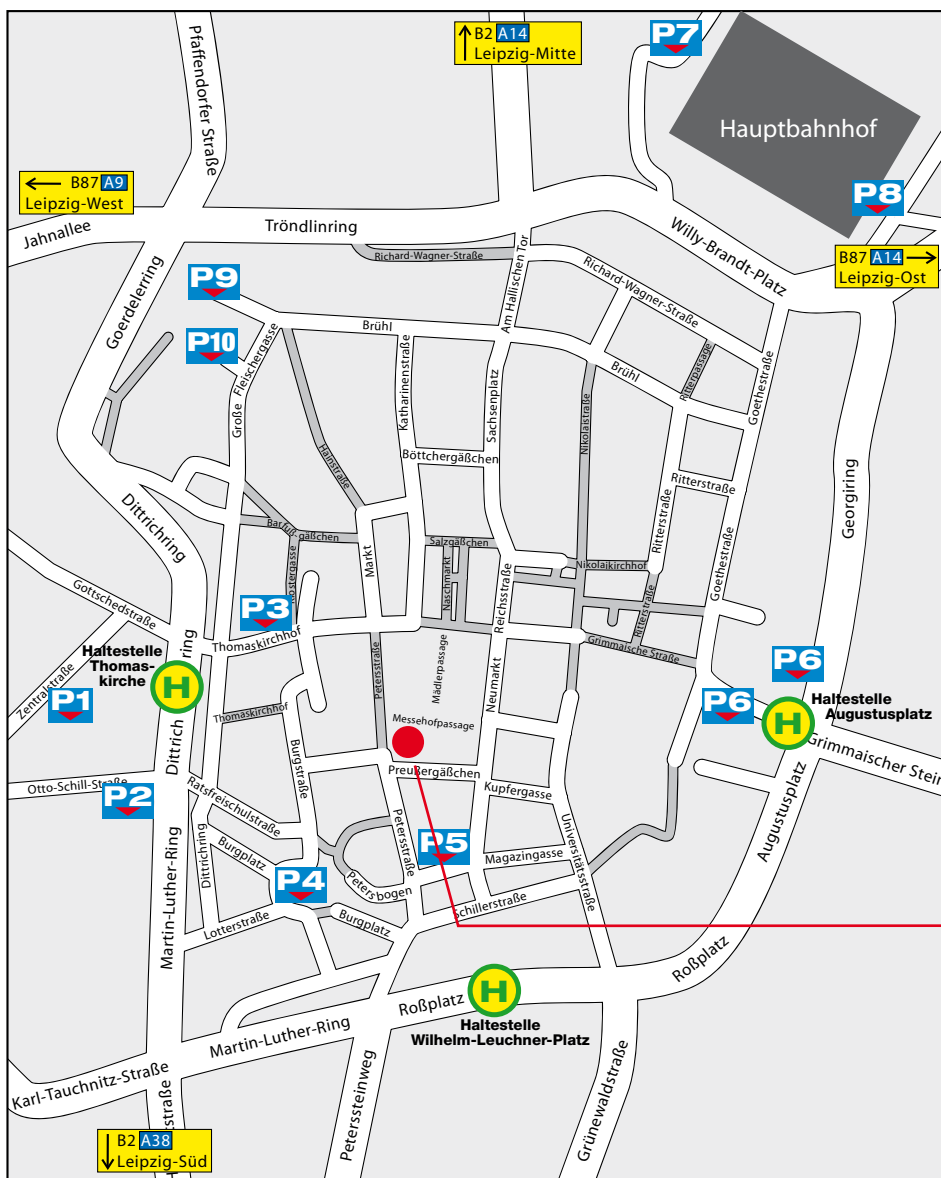 Pfaffendorfer Straße
B2 A14
Leipzig-Mitte
P7
Hauptbahnhof
B87 A9
Leipzig-West
P8
Jahnallee
Tröndlinring
Willy-Brandt-Platz
B87 A14
Leipzig-Ost
Richard-Wagner-Straße
Am Hallischen Tor
Richard-Wagner-Straße
Goerdelerring
P9
Brühl
P10
Große Fleischergasse
Katharinenstraße
Sachsenplatz
Brühl
Ritterpassage
Goethestraße
Hainstraße
Nikolaistraße
Böttchergäßchen
Ritterstraße
Georgiring
Dittrichring
Barfußgäßchen
Markt
Salzgäßchen
Ritterstraße
Nikolaikirchhof
Goethestraße
Naschmarkt
Reichsstraße
Gottschedstraße
P3
Thomaskirchhof
Ritterstraße
Grimmaische Straße
Haltestelle
Thomas-
kirche
H
Zentralstraße
P1
Petersstraße
Mädlerpassage
Neumarkt
P6
P6
Haltestelle
Augustusplatz
H
Grimmaischer Stein
Thomaskirchhof
Messehofpassage
Dittrichring
Burgstraße
Preußergäßchen
Otto-Schill-Straße
P2
Ratsfreischulstraße
Kupfergasse
Augustusplatz
Dittrichring
Burgplatz
Petersstraße
P5
Magazingasse
Universitätsstraße
P4
Petersbogen
Schillerstraße
Martin-Luther-Ring
Lotterstraße
Burgplatz
Roßplatz
H
Roßplatz
Haltestelle
Wilhelm-Leuchner-Platz
Martin-Luther-Ring
Karl-Tauchnitz-Straße
Peterssteinweg
Grünewaldstraße
B2 A38
Leipzig-Süd